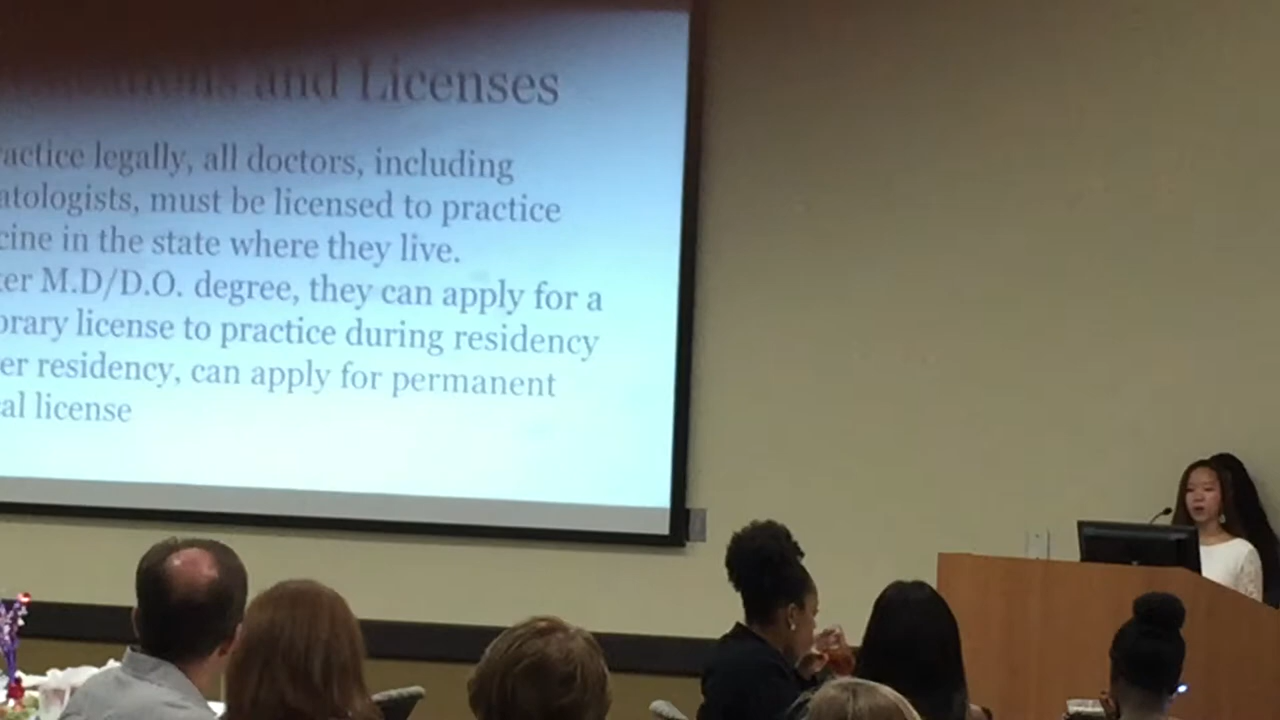 and Licenses
actice legally, all doctors, including
atologists, must be licensed to practice
cine in the state where they live.
er M.D/D.O. degree, they can apply for a
orary license to practice during residency
er residency, can apply for permanent
al license